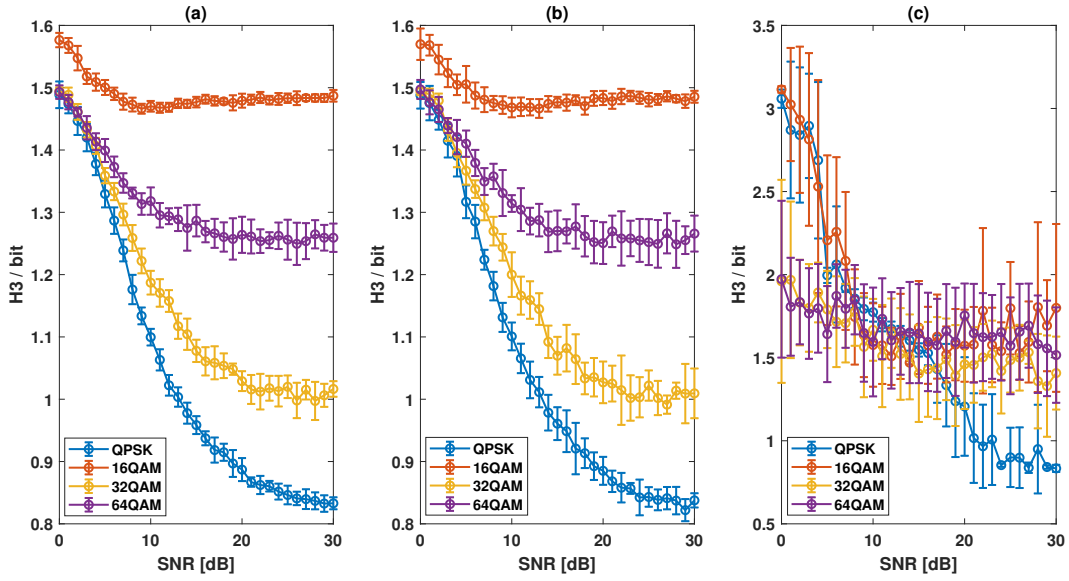 (a)
H3 / bit
1.6
1.5
1.4
1.3
1.2
1.1
1
0.9
0.8
QPSK
16QAM
32QAM
64QAM
0 10 20 30
SNR [dB]
(b)
H3 / bit
1.6
1.5
1.4
1.3
1.2
1.1
1
0.9
0.8
QPSK
16QAM
32QAM
64QAM
0 10 20 30
SNR [dB]
(c)
H3 / bit
3.5
3
2.5
2
1.5
1
0.5
QPSK
16QAM
32QAM
64QAM
0 10 20 30
SNR [dB]